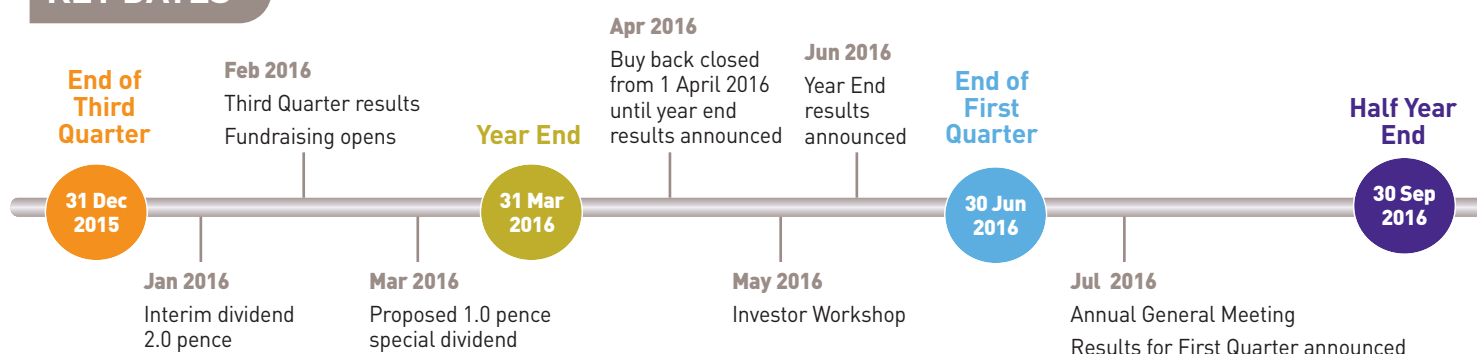 KEY DATES
Apr 2016
Buy back closed
from 1 April 2016
until year end
results announced
Jun 2016
Year End
results
announced
Feb 2016
Third Quarter results
Fundraising opens
End of
Third
Quarter
Year End
End of
First
Quarter
Half Year
End
31 Dec
2015
31 Mar
2016
30 Jun
2016
30 Sep
2016
Jan 2016
Interim dividend
2.0 pence
Mar 2016
Proposed 1.0 pence
special dividend
May 2016
Investor Workshop
Jul 2016
Annual General Meeting
Results for First Quarter announced